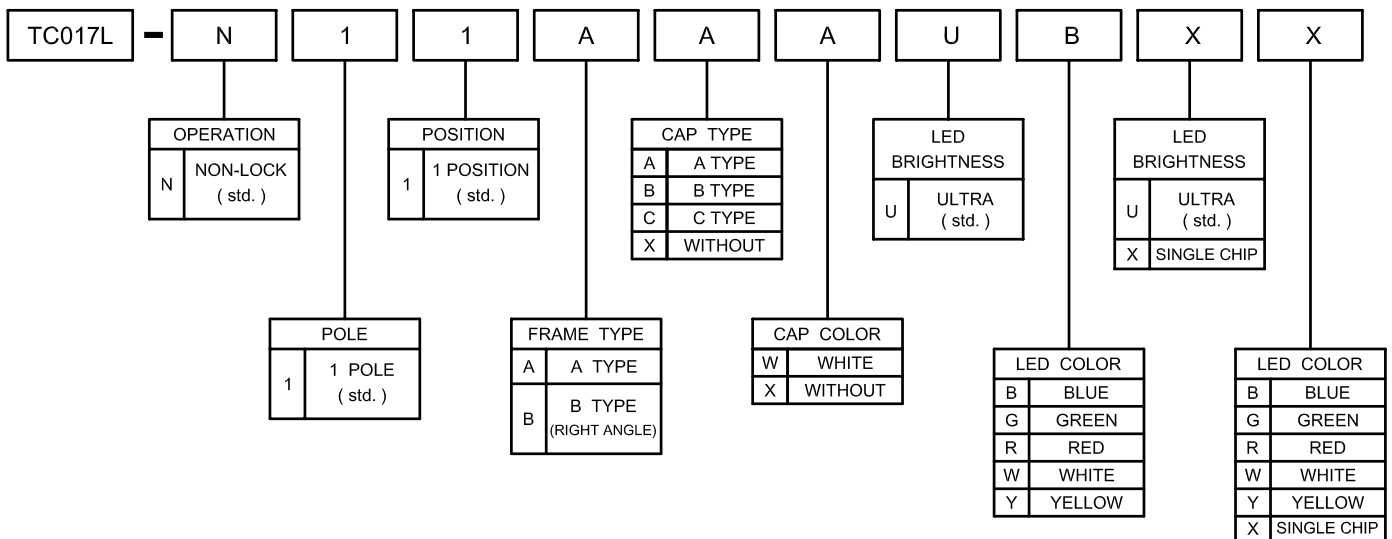 TC017L - N 1 1 A A A U B X X
OPERATION
N NON-LOCK
( std. )
POSITION
1 1 POSITION
( std. )
CAP TYPE
A A TYPE
B B TYPE
C C TYPE
X WITHOUT
LED
BRIGHTNESS
U ULTRA
( std. )
LED
BRIGHTNESS
U ULTRA
( std. )
X SINGLE CHIP
POLE
1 1 POLE
( std. )
FRAME TYPE
A A TYPE
B B TYPE
(RIGHT ANGLE)
CAP COLOR
W WHITE
X WITHOUT
LED COLOR
B BLUE
G GREEN
R RED
W WHITE
Y YELLOW
LED COLOR
B BLUE
G GREEN
R RED
W WHITE
Y YELLOW
X SINGLE CHIP